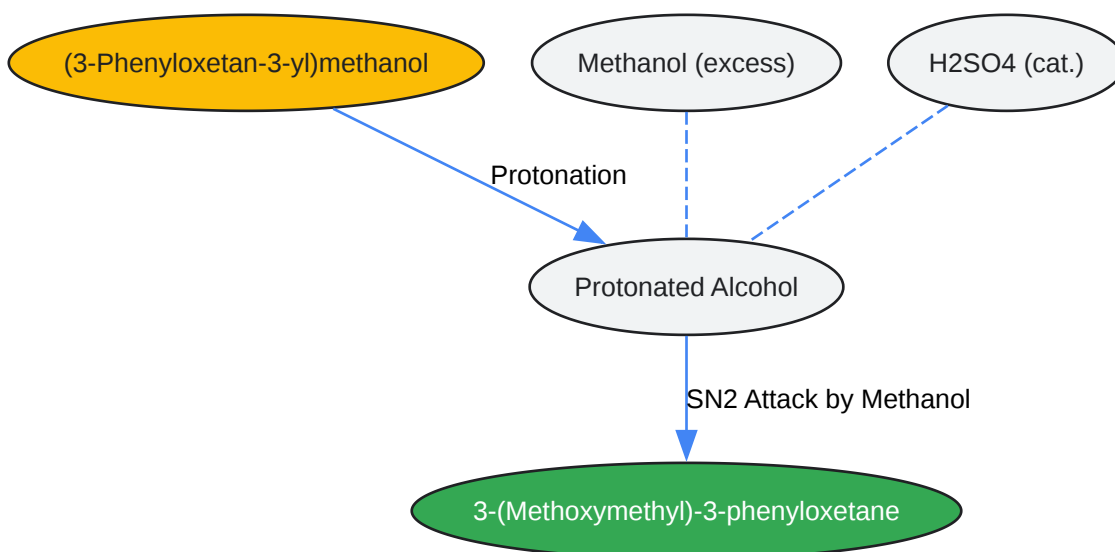 (3-Phenyloxetan-3-yl)methanol
Methanol (excess)
H2SO4 (cat.)
Protonation
Protonated Alcohol
SN2 Attack by Methanol
3-(Methoxymethyl)-3-phenyloxetane